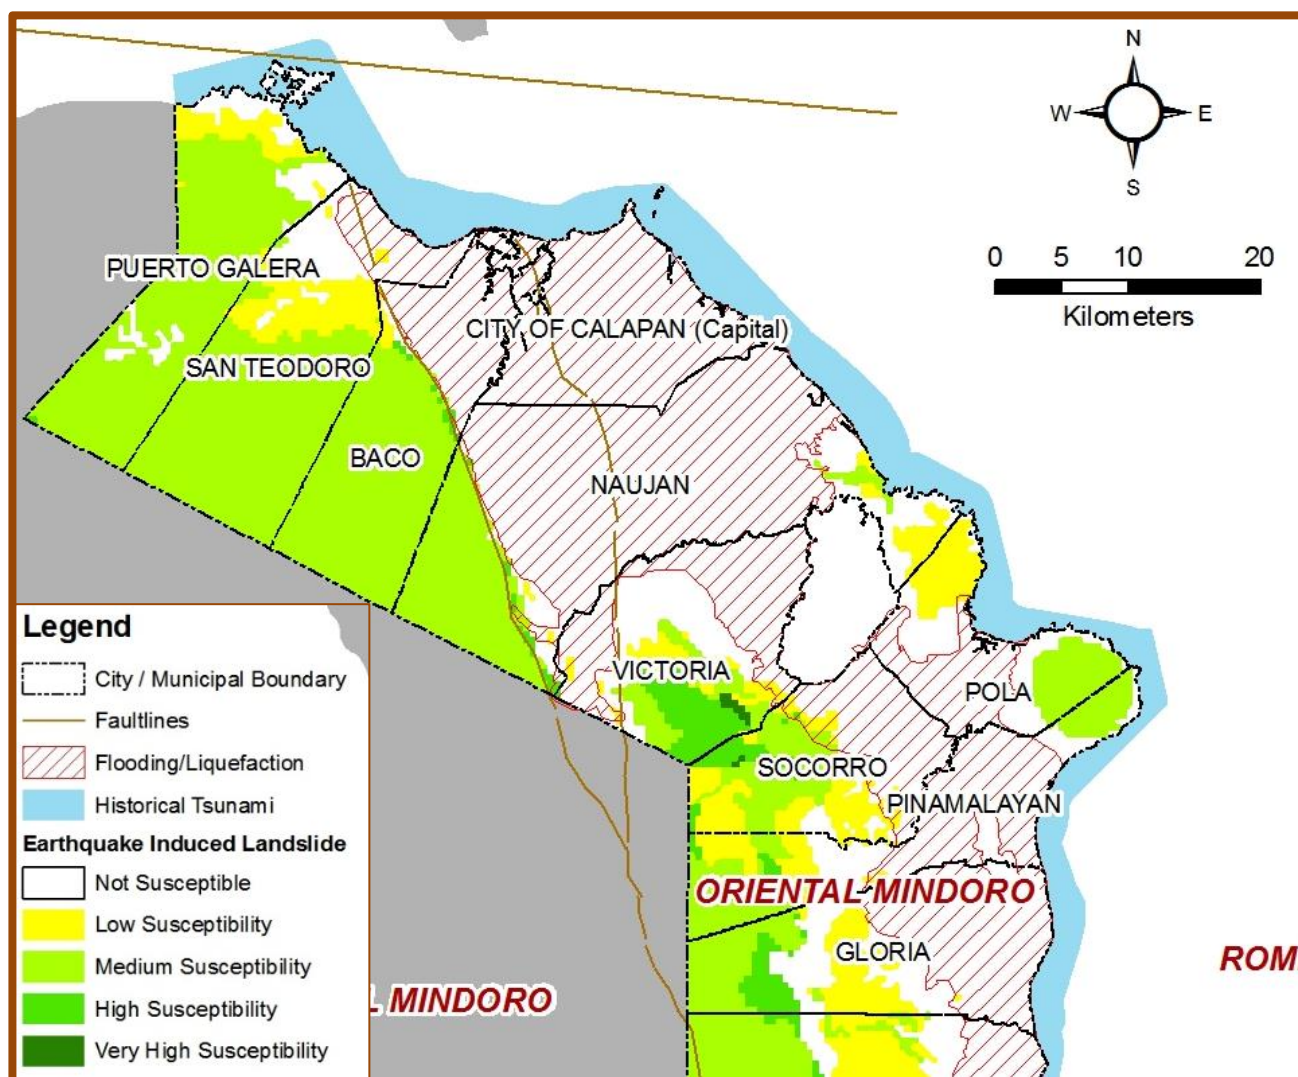 N
W E
S
0 5 10 20
Kilometers
PUERTO GALERA
CITY OF CALAPAN (Capital)
SAN TEODORO
BACO
NAUJAN
VICTORIA
POLA
SOCORRO
PINAMALAYAN
ORIENTAL MINDORO
GLORIA
ROM
L MINDORO
Legend
City / Municipal Boundary
Faultlines
Flooding/Liquefaction
Historical Tsunami
Earthquake Induced Landslide
Not Susceptible
Low Susceptibility
Medium Susceptibility
High Susceptibility
Very High Susceptibility